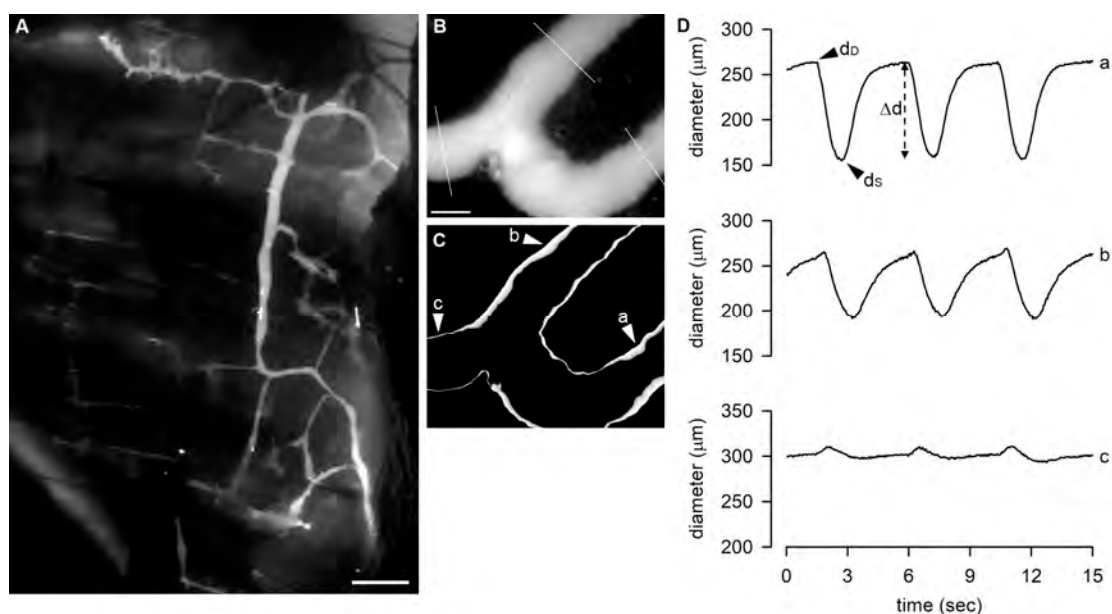 A
B
C
b
c
a
D
diameter (µm)
300
250
200
150
dD
Δd
dS
a
diameter (µm)
300
250
200
150
b
diameter (µm)
350
300
250
200
c
0 3 6 9 12 15
time (sec)